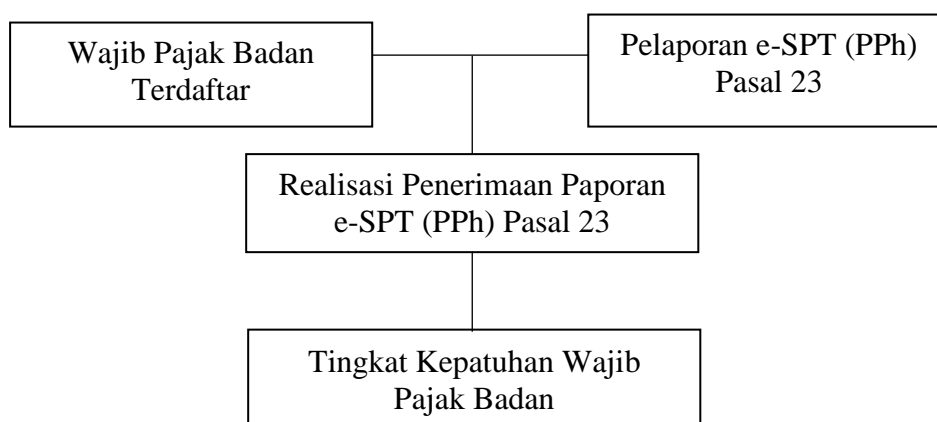 Wajib Pajak Badan
Terdaftar
Pelaporan e-SPT (PPh)
Pasal 23
Realisasi Penerimaan Paporan
e-SPT (PPh) Pasal 23
Tingkat Kepatuhan Wajib
Pajak Badan